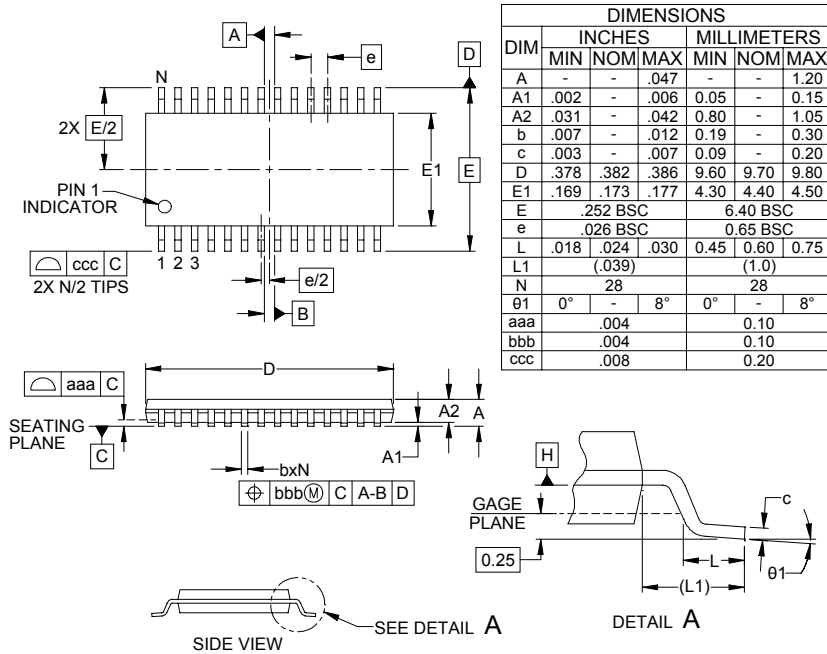 A
e
D
N
2X E/2
E1
E
PIN 1
INDICATOR
ccc C
2X N/2 TIPS
1 2 3
e/2
B
DIMENSIONS
DIM INCHES MILLIMETERS
MIN NOM MAX MIN NOM MAX
A - - .047 - - 1.20
A1 .002 - .006 0.05 - 0.15
A2 .031 - .042 0.80 - 1.05
b .007 - .012 0.19 - 0.30
c .003 - .007 0.09 - 0.20
D .378 .382 .386 9.60 9.70 9.80
E1 .169 .173 .177 4.30 4.40 4.50
E .252 BSC 6.40 BSC
e .026 BSC 0.65 BSC
L .018 .024 .030 0.45 0.60 0.75
L1 (.039) (1.0)
N 28 28
θ1 0° - 8° 0° - 8°
aaa .004 0.10
bbb .004 0.10
ccc .008 0.20
D
aaa C
A2 A
SEATING
PLANE
C
A1
bxN
bbbⓂ C A-B D
H
GAGE
PLANE
0.25
c
L
(L1)
θ1
DETAIL A
SEE DETAIL A
SIDE VIEW